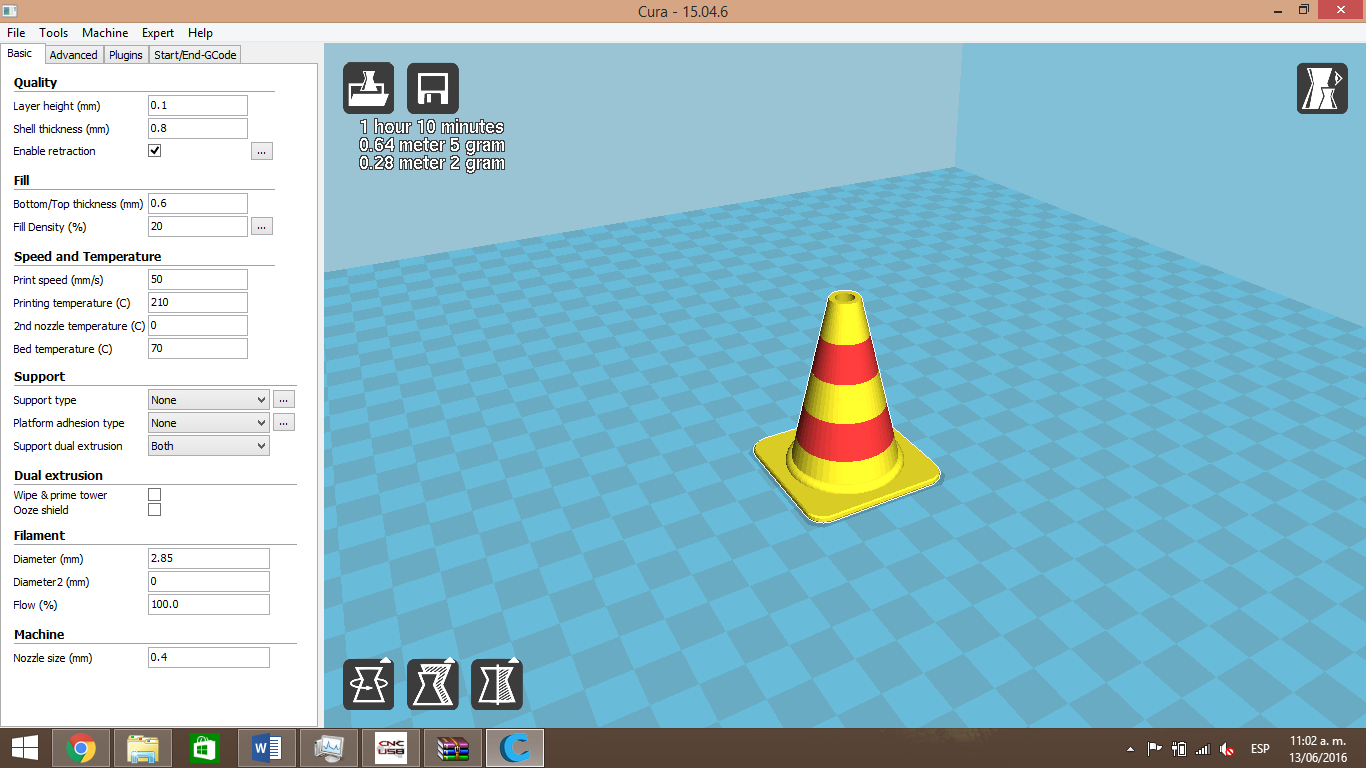 Cura - 15.04.6
File Tools Machine Expert Help
Basic Advanced Plugins Start/End-GCode
Quality
Layer height (mm) 0.1
Shell thickness (mm) 0.8
Enable retraction ...
Fill
Bottom/Top thickness (mm) 0.6
Fill Density (%) 20 ...
Speed and Temperature
Print speed (mm/s) 50
Printing temperature (C) 210
2nd nozzle temperature (C) 0
Bed temperature (C) 70
Support
Support type None ...
Platform adhesion type None ...
Support dual extrusion Both
Dual extrusion
Wipe & prime tower
Ooze shield
Filament
Diameter (mm) 2.85
Diameter2 (mm) 0
Flow (%) 100.0
Machine
Nozzle size (mm) 0.4
1 hour 10 minutes
0.64 meter 5 gram
0.28 meter 2 gram
W
CNC
USB
C
ESP
11:02 a. m.
13/06/2016